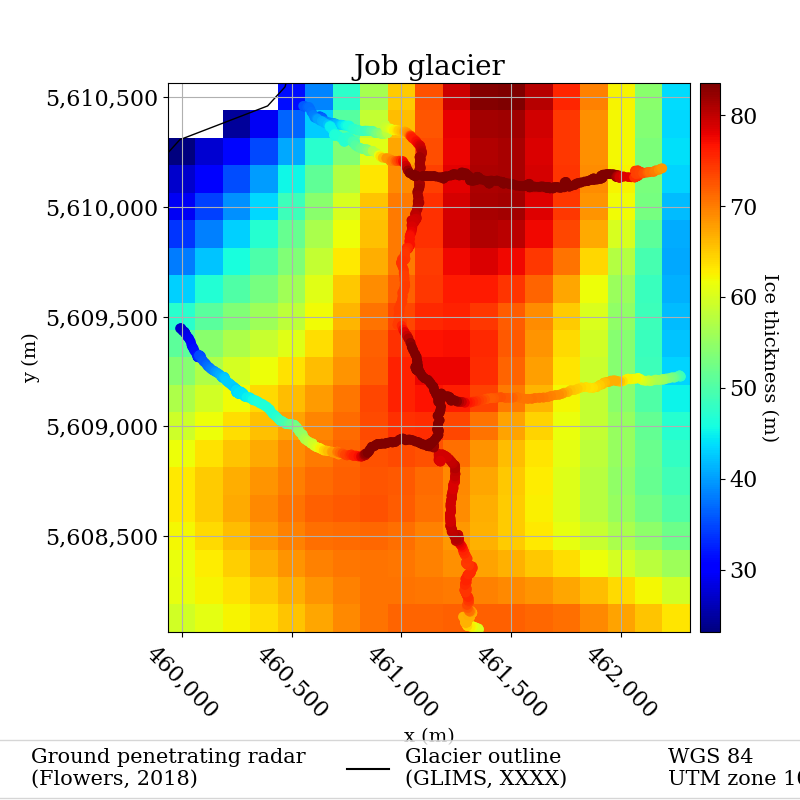 Job glacier
5,610,500
5,610,000
5,609,500
5,609,000
5,608,500
y (m)
460,000
460,500
461,000
461,500
462,000
x (m)
80
70
60
50
40
30
Ice thickness (m)
Ground penetrating radar
(Flowers, 2018)
Glacier outline
(GLIMS, XXXX)
WGS 84
UTM zone